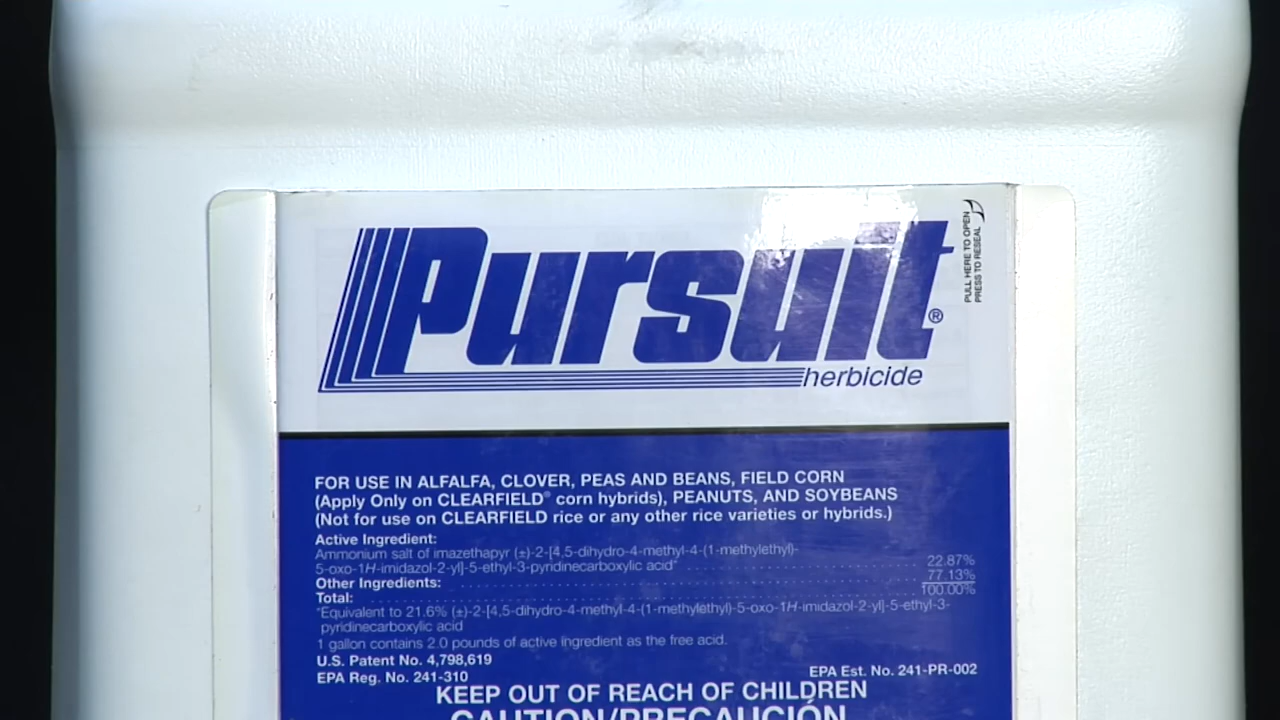 Pursuit®
herbicide
PULL HERE TO OPEN
PRESS TO RESEAL
FOR USE IN ALFALFA, CLOVER, PEAS AND BEANS, FIELD CORN
(Apply Only on CLEARFIELD® corn hybrids), PEANUTS, AND SOYBEANS
(Not for use on CLEARFIELD rice or any other rice varieties or hybrids.)
Active Ingredient:
Ammonium salt of imazethapyr (±)-2-[4,5-dihydro-4-methyl-4-(1-methylethyl)-
5-oxo-1H-imidazol-2-yl]-5-ethyl-3-pyridinecarboxylic acid* . . . . . . . . . . 22.87%
Other Ingredients: . . . . . . . . . . 77.13%
Total: . . . . . . . . . . 100.00%
*Equivalent to 21.6% (±)-2-[4,5-dihydro-4-methyl-4-(1-methylethyl)-5-oxo-1H-imidazol-2-yl]-5-ethyl-3-
pyridinecarboxylic acid
1 gallon contains 2.0 pounds of active ingredient as the free acid.
U.S. Patent No. 4,798,619
EPA Reg. No. 241-310 EPA Est. No. 241-PR-002
KEEP OUT OF REACH OF CHILDREN
CAUTION/PRECAUCIÓN